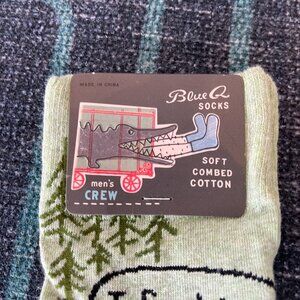 MADE IN CHINA
Blue Q
SOCKS
SOFT
COMBED
COTTON
men's
CREW